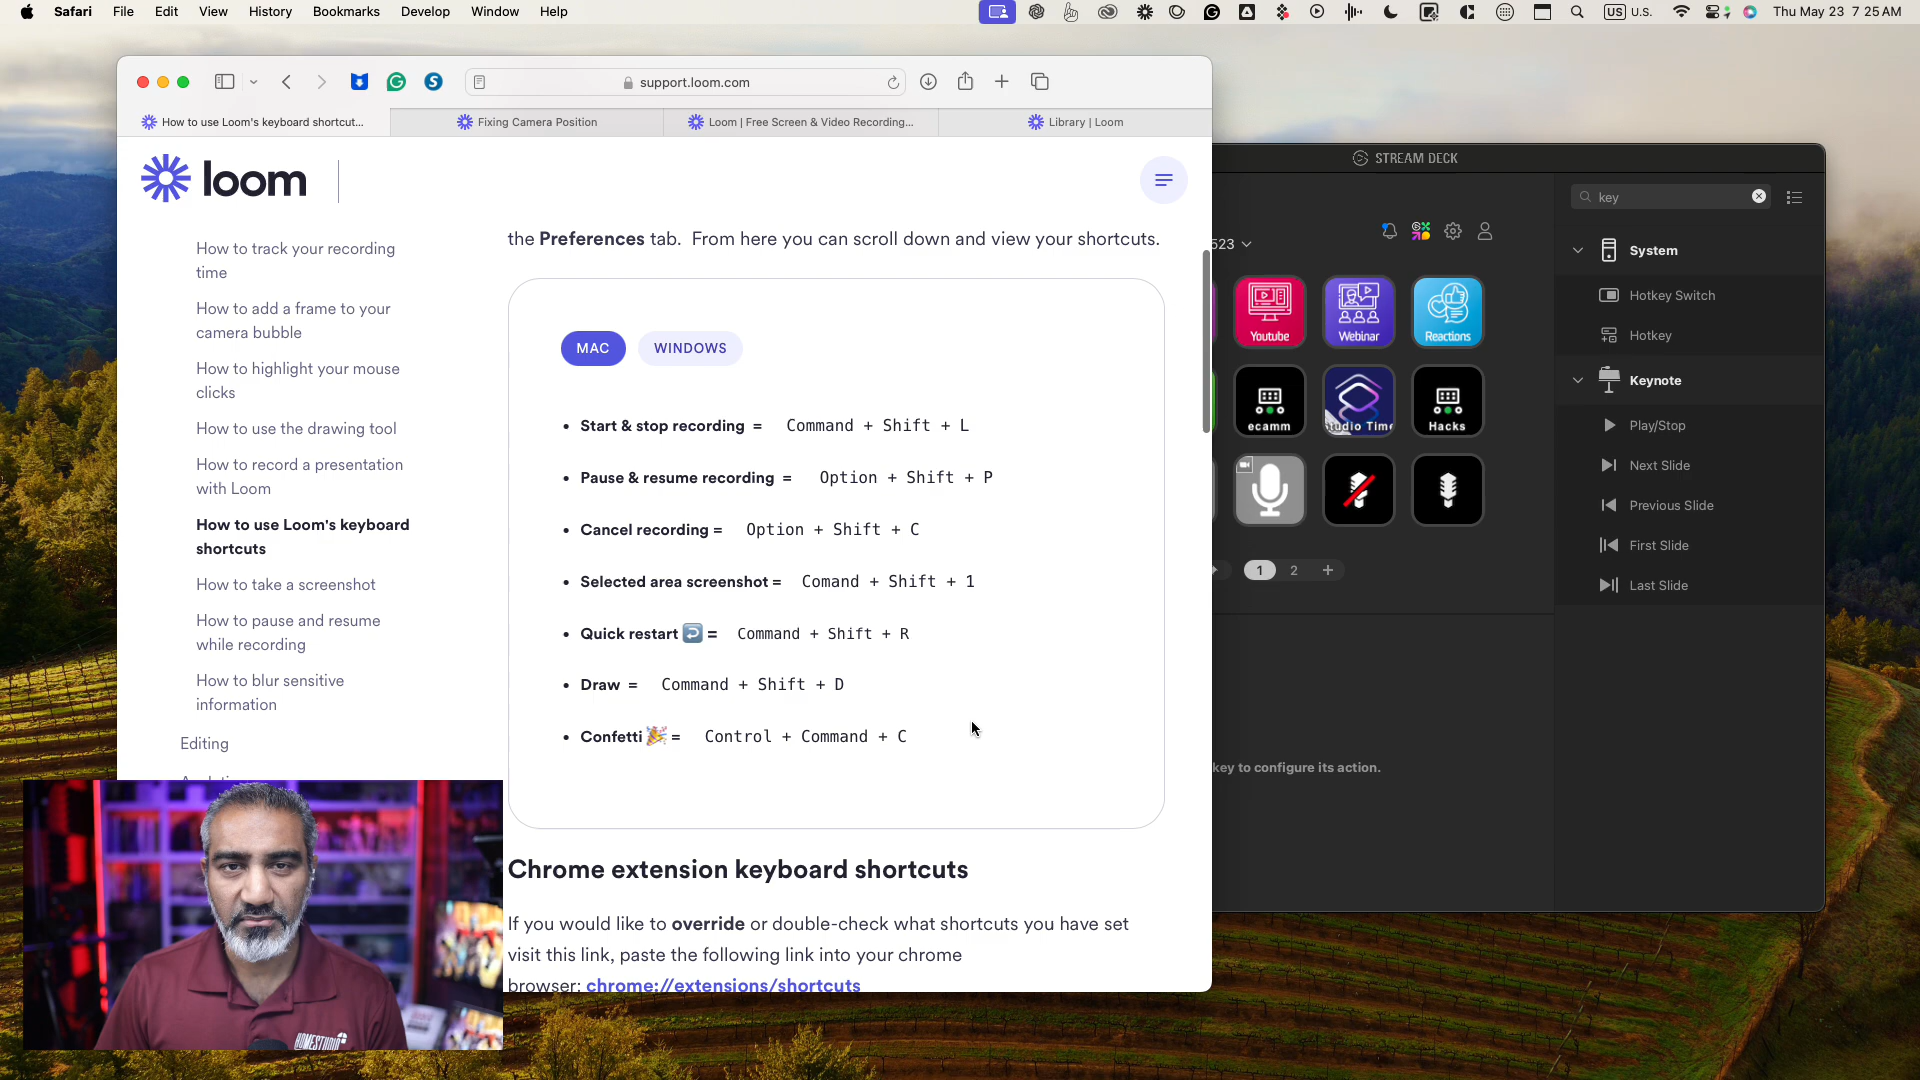 Safari File Edit View History Bookmarks Develop Window Help
US U.S.
Thu May 23 7 25 AM
support.loom.com
How to use Loom's keyboard shortcut...
Fixing Camera Position
Loom | Free Screen & Video Recording...
Library | Loom
loom
How to track your recording
time
How to add a frame to your
camera bubble
How to highlight your mouse
clicks
How to use the drawing tool
How to record a presentation
with Loom
How to use Loom's keyboard
shortcuts
How to take a screenshot
How to pause and resume
while recording
How to blur sensitive
information
Editing
the Preferences tab. From here you can scroll down and view your shortcuts.
MAC
WINDOWS
• Start & stop recording = Command + Shift + L
• Pause & resume recording = Option + Shift + P
• Cancel recording = Option + Shift + C
• Selected area screenshot = Comand + Shift + 1
• Quick restart ↩️ = Command + Shift + R
• Draw = Command + Shift + D
• Confetti 🎉 = Control + Command + C
Chrome extension keyboard shortcuts
If you would like to override or double-check what shortcuts you have set
visit this link, paste the following link into your chrome
browser: chrome://extensions/shortcuts
HOMESTUDIO
STREAM DECK
523
Youtube
Webinar
Reactions
ecamm
tudio Time
Hacks
1
2
+
key to configure its action.
key
System
Hotkey Switch
Hotkey
Keynote
Play/Stop
Next Slide
Previous Slide
First Slide
Last Slide